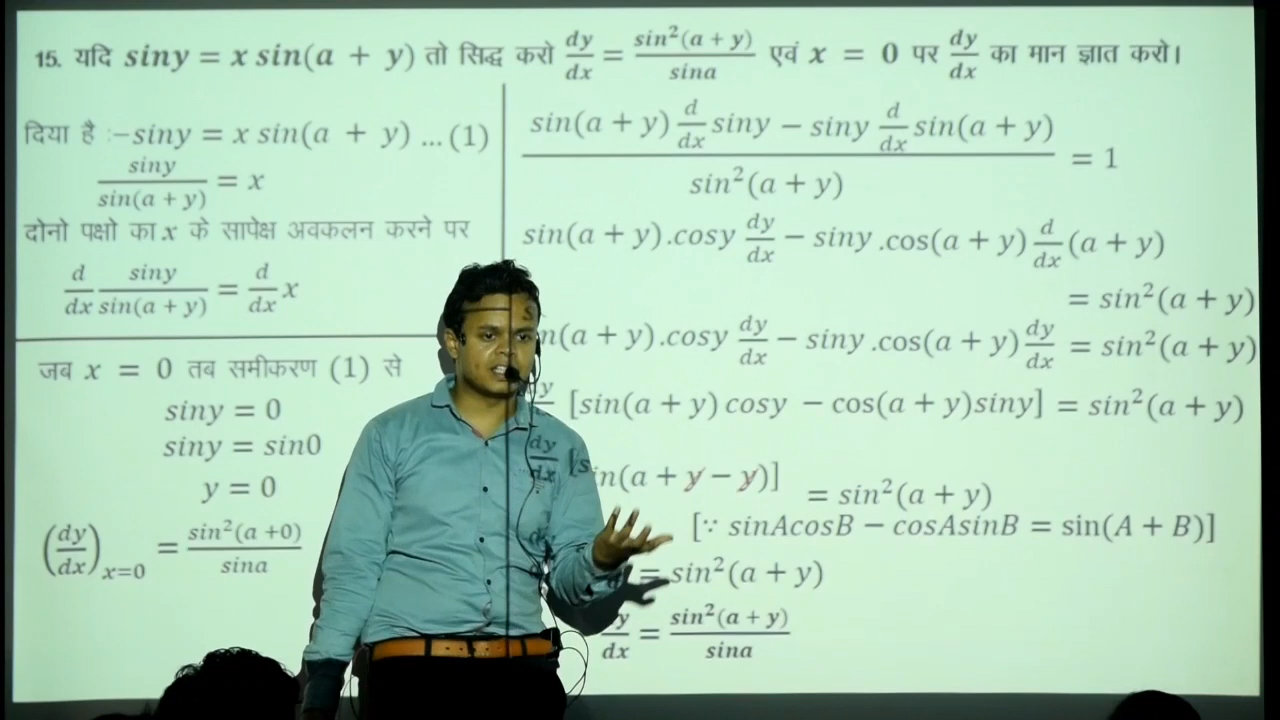 15. यदि siny = x sin(a + y) तो सिद्ध करो dy/dx = sin²(a + y)/sina एवं x = 0 पर dy/dx का मान ज्ञात करो।
दिया है :-siny = x sin(a + y) ... (1)
siny/sin(a + y) = x
दोनो पक्षो का x के सापेक्ष अवकलन करने पर
d/dx siny/sin(a + y) = d/dx x
जब x = 0 तब समीकरण (1) से
siny = 0
siny = sin0
y = 0
(dy/dx)x=0 = sin²(a +0)/sina
sin(a + y) d/dx siny − siny d/dx sin(a + y)/sin²(a + y) = 1
sin(a + y).cosy dy/dx − siny .cos(a + y) d/dx (a + y)
= sin²(a + y)
n(a + y).cosy dy/dx − siny .cos(a + y) dy/dx = sin²(a + y)
[sin(a + y) cosy − cos(a + y)siny] = sin²(a + y)
dy/dx [sin(a + y − y)] = sin²(a + y)
[∵ sinAcosB − cosAsinB = sin(A + B)]
= sin²(a + y)
dy/dx = sin²(a + y)/sina